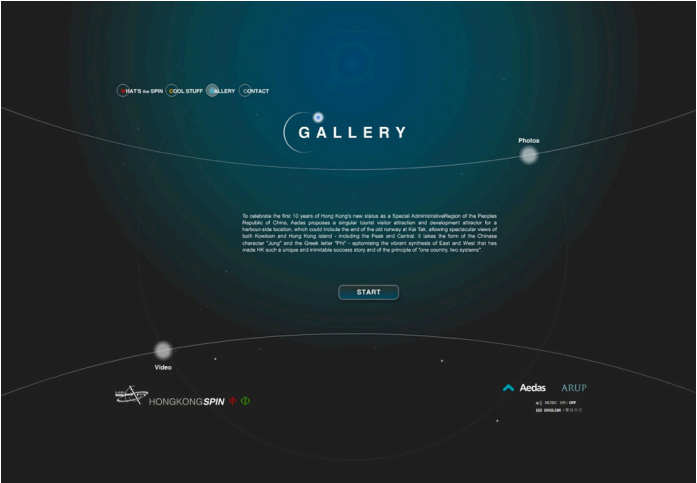 WHAT'S the SPIN COOL STUFF GALLERY CONTACT
GALLERY
Photos
To celebrate the first 10 years of Hong Kong's new status as a Special AdministrativeRegion of the Peoples
Republic of China, Aedas proposes a singular tourist visitor attraction and development attractor for a
harbour-side location, which could include the end of the old runway at Kai Tak, allowing spectacular views of
both Kowloon and Hong Kong island - including the Peak and Central. It takes the form of the Chinese
character "Jung" and the Greek letter "Phi" - epitomising the vibrant synthesis of East and West that has
made HK such a unique and inimitable success story and of the principle of "one country, two systems".
START
Video
HONGKONGSPIN 中 Φ
Aedas ARUP
MUSIC ON / OFF
ENGLISH /